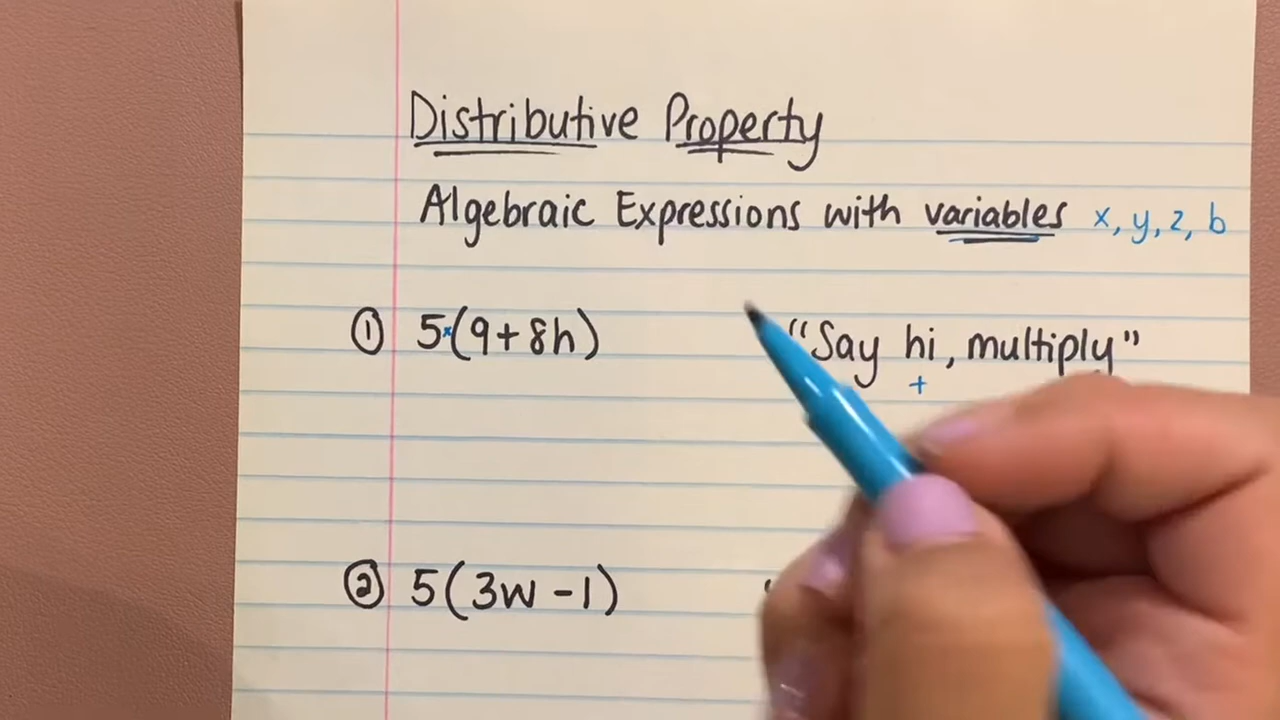 Distributive Property
Algebraic Expressions with variables x, y, z, b
① 5×(9+8h) "Say hi, multiply"
+
② 5(3w-1)